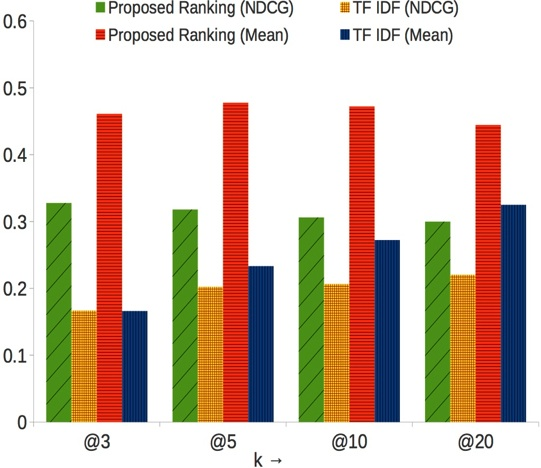 Proposed Ranking (NDCG) TF IDF (NDCG)
Proposed Ranking (Mean) TF IDF (Mean)
0.6
0.5
0.4
0.3
0.2
0.1
0
@3 @5 @10 @20
k →